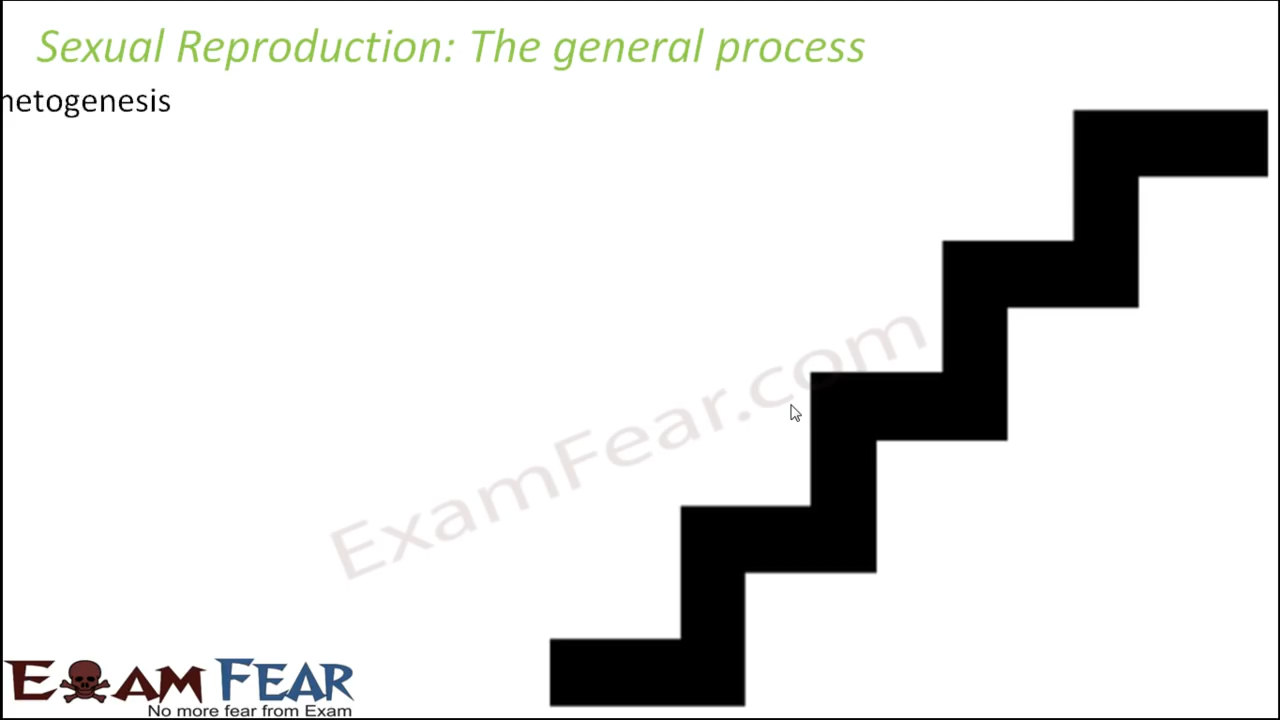 Sexual Reproduction: The general process
netogenesis
ExamFear.com
EXAM FEAR
No more fear from Exam